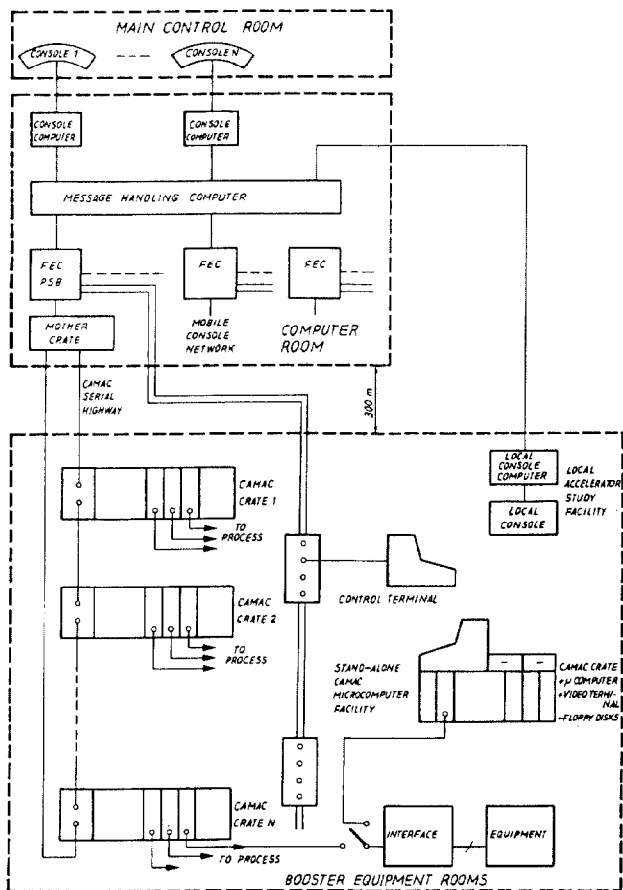 MAIN CONTROL ROOM
CONSOLE 1
CONSOLE N
CONSOLE
COMPUTER
CONSOLE
COMPUTER
MESSAGE HANDLING COMPUTER
FEC
PSB
FEC
FEC
MOTHER
CRATE
MOBILE
CONSOLE
NETWORK
COMPUTER
ROOM
CAMAC
SERIAL
HIGHWAY
300 m
LOCAL
CONSOLE
COMPUTER
LOCAL
CONSOLE
LOCAL
ACCELERATOR
STUDY
FACILITY
CAMAC
CRATE 1
TO
PROCESS
CONTROL TERMINAL
CAMAC
CRATE 2
TO
PROCESS
STAND-ALONE
CAMAC
MICROCOMPUTER
FACILITY
CAMAC CRATE
+µ COMPUTER
+VIDEO TERMI-
NAL
-FLOPPY DISKS
CAMAC
CRATE N
TO PROCESS
INTERFACE
EQUIPMENT
BOOSTER EQUIPMENT ROOMS